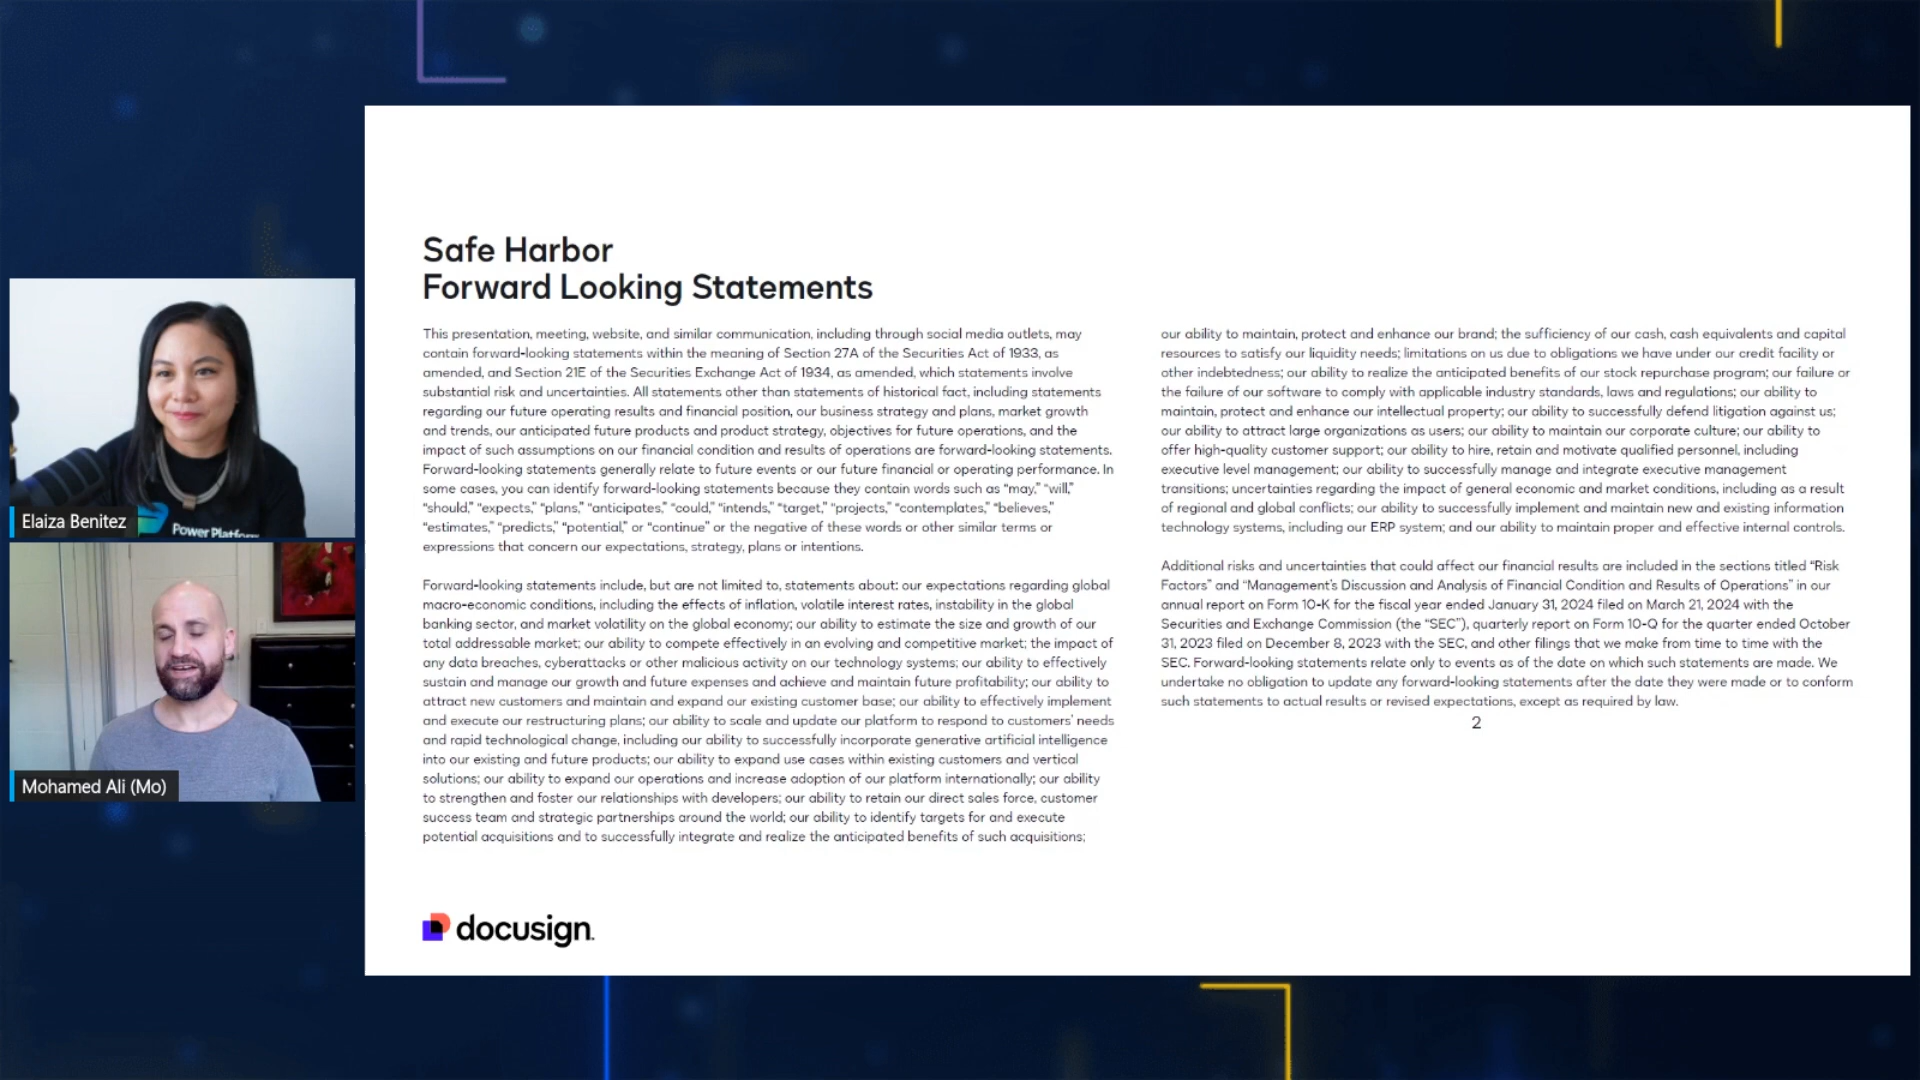 Safe Harbor
Forward Looking Statements
This presentation, meeting, website, and similar communication, including through social media outlets, may
contain forward-looking statements within the meaning of Section 27A of the Securities Act of 1933, as
amended, and Section 21E of the Securities Exchange Act of 1934, as amended, which statements involve
substantial risk and uncertainties. All statements other than statements of historical fact, including statements
regarding our future operating results and financial position, our business strategy and plans, market growth
and trends, our anticipated future products and product strategy, objectives for future operations, and the
impact of such assumptions on our financial condition and results of operations are forward-looking statements.
Forward-looking statements generally relate to future events or our future financial or operating performance. In
some cases, you can identify forward-looking statements because they contain words such as “may,” “will,”
“should,” “expects,” “plans,” “anticipates,” “could,” “intends,” “target,” “projects,” “contemplates,” “believes,”
“estimates,” “predicts,” “potential,” or “continue” or the negative of these words or other similar terms or
expressions that concern our expectations, strategy, plans or intentions.
Forward-looking statements include, but are not limited to, statements about: our expectations regarding global
macro-economic conditions, including the effects of inflation, volatile interest rates, instability in the global
banking sector, and market volatility on the global economy; our ability to estimate the size and growth of our
total addressable market; our ability to compete effectively in an evolving and competitive market; the impact of
any data breaches, cyberattacks or other malicious activity on our technology systems; our ability to effectively
sustain and manage our growth and future expenses and achieve and maintain future profitability; our ability to
attract new customers and maintain and expand our existing customer base; our ability to effectively implement
and execute our restructuring plans; our ability to scale and update our platform to respond to customers’ needs
and rapid technological change, including our ability to successfully incorporate generative artificial intelligence
into our existing and future products; our ability to expand use cases within existing customers and vertical
solutions; our ability to expand our operations and increase adoption of our platform internationally; our ability
to strengthen and foster our relationships with developers; our ability to retain our direct sales force, customer
success team and strategic partnerships around the world; our ability to identify targets for and execute
potential acquisitions and to successfully integrate and realize the anticipated benefits of such acquisitions;
our ability to maintain, protect and enhance our brand; the sufficiency of our cash, cash equivalents and capital
resources to satisfy our liquidity needs; limitations on us due to obligations we have under our credit facility or
other indebtedness; our ability to realize the anticipated benefits of our stock repurchase program; our failure or
the failure of our software to comply with applicable industry standards, laws and regulations; our ability to
maintain, protect and enhance our intellectual property; our ability to successfully defend litigation against us;
our ability to attract large organizations as users; our ability to maintain our corporate culture; our ability to
offer high-quality customer support; our ability to hire, retain and motivate qualified personnel, including
executive level management; our ability to successfully manage and integrate executive management
transitions; uncertainties regarding the impact of general economic and market conditions, including as a result
of regional and global conflicts; our ability to successfully implement and maintain new and existing information
technology systems, including our ERP system; and our ability to maintain proper and effective internal controls.
Additional risks and uncertainties that could affect our financial results are included in the sections titled “Risk
Factors” and “Management’s Discussion and Analysis of Financial Condition and Results of Operations” in our
annual report on Form 10-K for the fiscal year ended January 31, 2024 filed on March 21, 2024 with the
Securities and Exchange Commission (the “SEC”), quarterly report on Form 10-Q for the quarter ended October
31, 2023 filed on December 8, 2023 with the SEC, and other filings that we make from time to time with the
SEC. Forward-looking statements relate only to events as of the date on which such statements are made. We
undertake no obligation to update any forward-looking statements after the date they were made or to conform
such statements to actual results or revised expectations, except as required by law.
2
docusign.
Elaiza Benitez
Power Platform
Mohamed Ali (Mo)